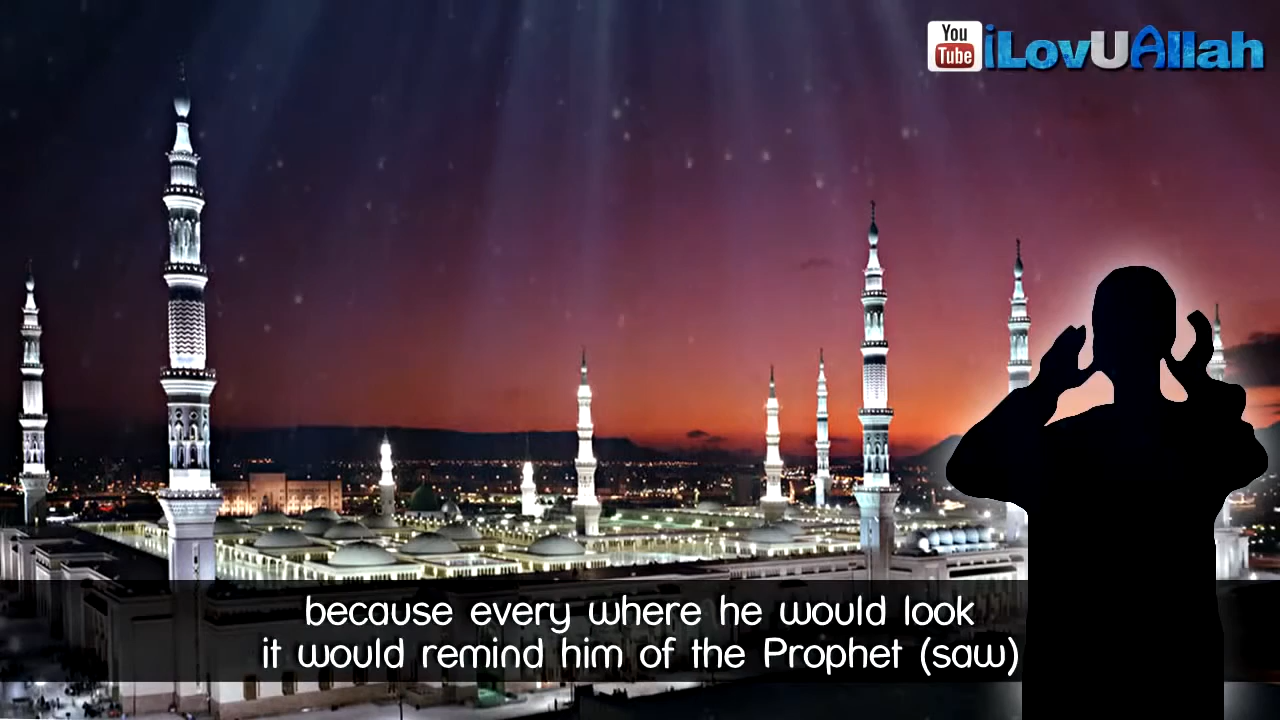 You
Tube
iLovUAllah
because every where he would look
it would remind him of the Prophet (saw)